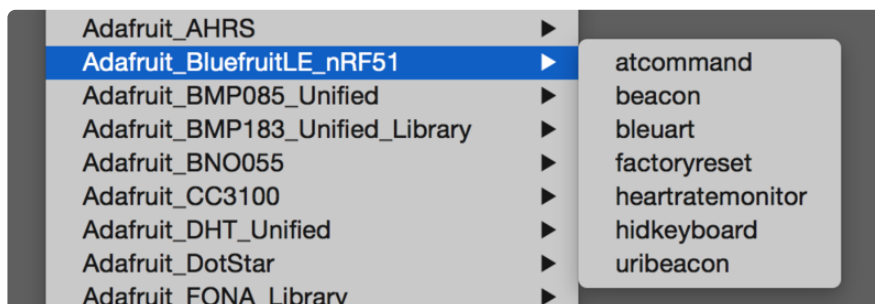 Adafruit_AHRS
Adafruit_BluefruitLE_nRF51
Adafruit_BMP085_Unified
Adafruit_BMP183_Unified_Library
Adafruit_BNO055
Adafruit_CC3100
Adafruit_DHT_Unified
Adafruit_DotStar
Adafruit_FONA_Library
atcommand
beacon
bleuart
factoryreset
heartratemonitor
hidkeyboard
uribeacon